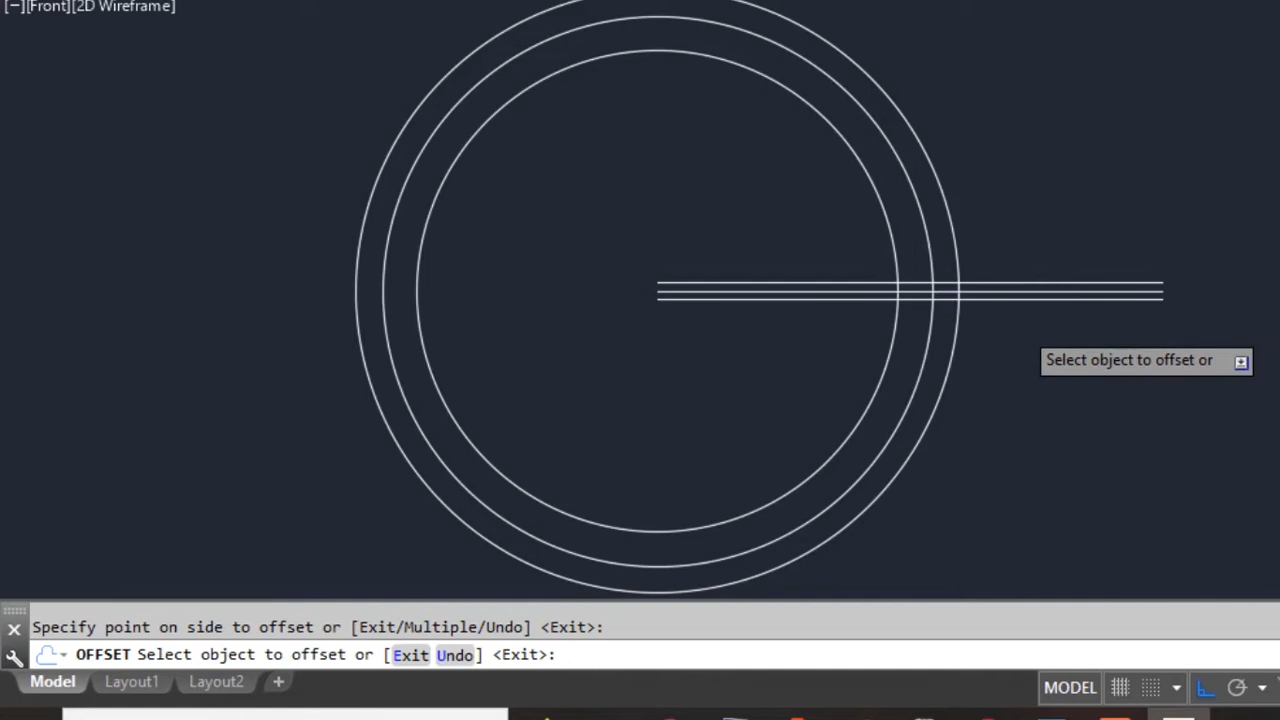 [−][Front][2D Wireframe]
Select object to offset or
Specify point on side to offset or [Exit/Multiple/Undo] <Exit>:
OFFSET Select object to offset or [Exit Undo] <Exit>:
Model Layout1 Layout2 +
MODEL